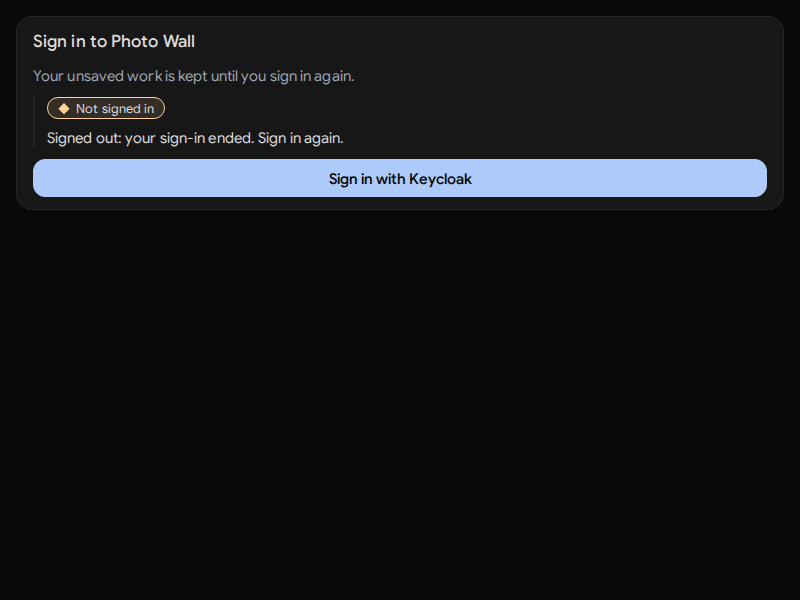 Sign in to Photo Wall
Your unsaved work is kept until you sign in again.
Not signed in
Signed out: your sign-in ended. Sign in again.
Sign in with Keycloak